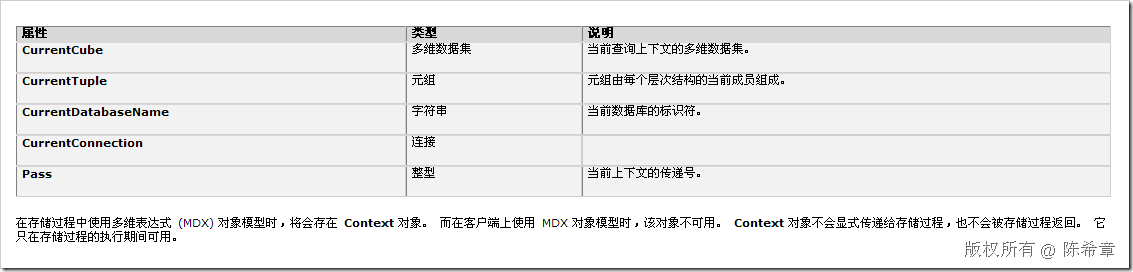 属性 类型 说明
CurrentCube 多维数据集 当前查询上下文的多维数据集。
CurrentTuple 元组 元组由每个层次结构的当前成员组成。
CurrentDatabaseName 字符串 当前数据库的标识符。
CurrentConnection 连接
Pass 整型 当前上下文的传递号。
在存储过程中使用多维表达式 (MDX) 对象模型时，将会存在 Context 对象。 而在客户端上使用 MDX 对象模型时，该对象不可用。 Context 对象不会显式传递给存储过程，也不会被存储过程返回。 它
只在存储过程的执行期间可用。
版权所有 @ 陈希章